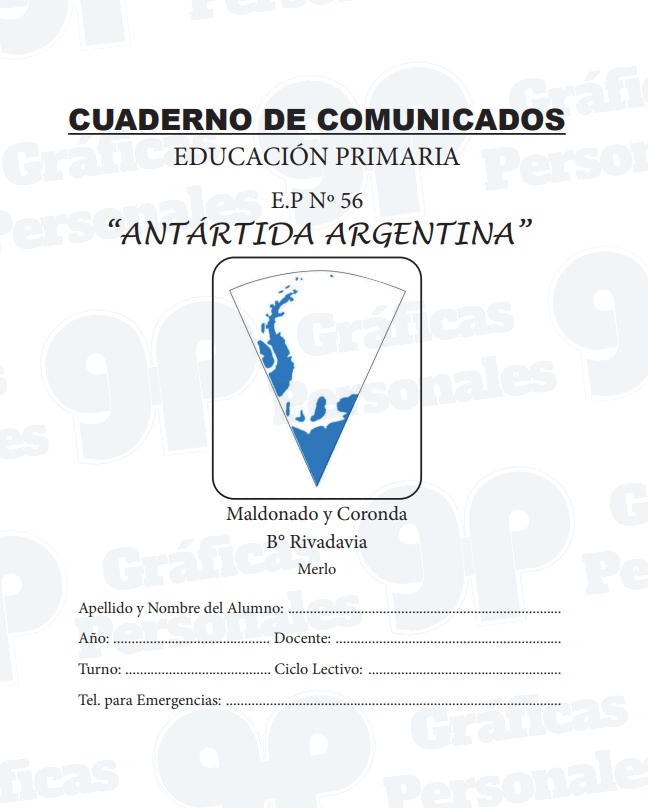 CUADERNO DE COMUNICADOS
EDUCACIÓN PRIMARIA
E.P Nº 56
“ANTÁRTIDA ARGENTINA”
Maldonado y Coronda
B° Rivadavia
Merlo
Apellido y Nombre del Alumno: ......................................................................
Año: ........................................ Docente: ..........................................................
Turno: ...................................... Ciclo Lectivo: ..................................................
Tel. para Emergencias: ......................................................................................
Gráficas
Personales
gp